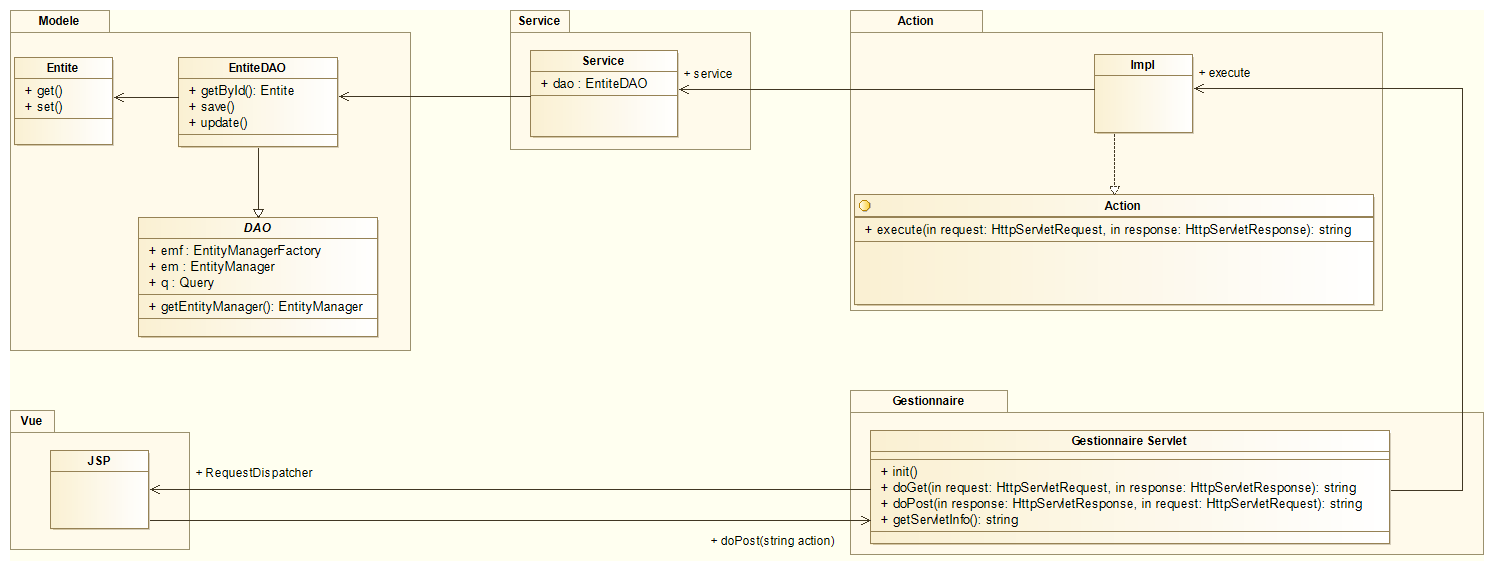 Modele
Entite
+ get()
+ set()
EntiteDAO
+ getById(): Entite
+ save()
+ update()
DAO
+ emf : EntityManagerFactory
+ em : EntityManager
+ q : Query
+ getEntityManager(): EntityManager
Service
Service
+ dao : EntiteDAO
+ service
Action
Impl
+ execute
Action
+ execute(in request: HttpServletRequest, in response: HttpServletResponse): string
Vue
JSP
+ RequestDispatcher
+ doPost(string action)
Gestionnaire
Gestionnaire Servlet
+ init()
+ doGet(in request: HttpServletRequest, in response: HttpServletResponse): string
+ doPost(in response: HttpServletResponse, in request: HttpServletRequest): string
+ getServletInfo(): string